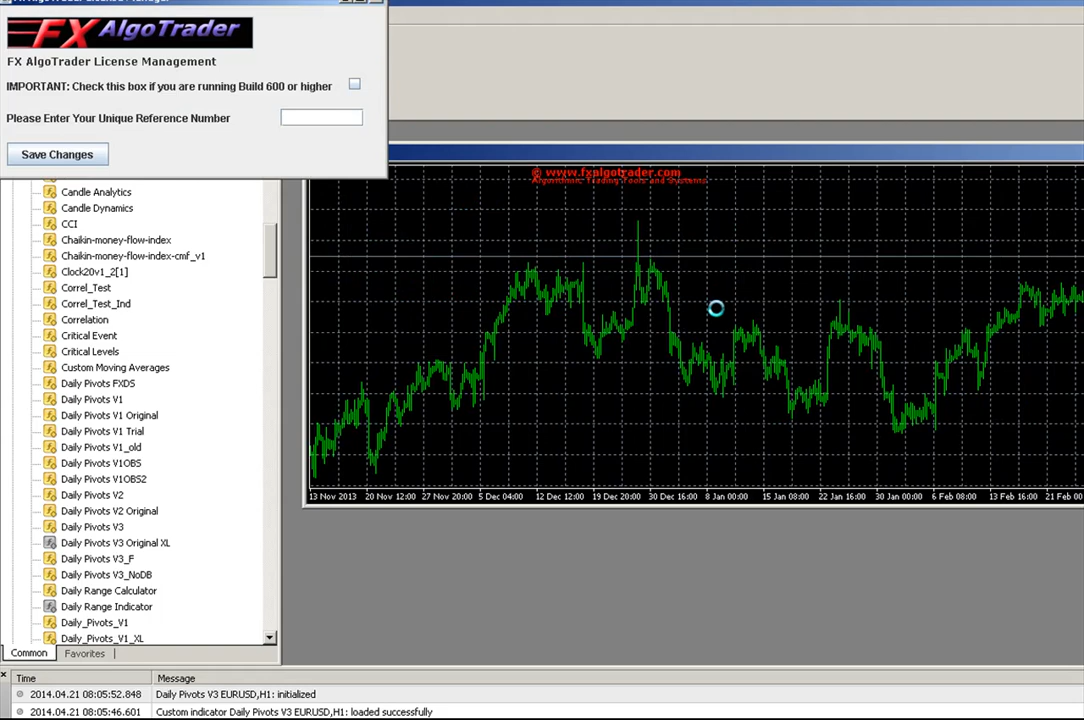 FX AlgoTrader
FX AlgoTrader License Management
IMPORTANT: Check this box if you are running Build 600 or higher
Please Enter Your Unique Reference Number
Save Changes
Candle Analytics
Candle Dynamics
CCI
Chaikin-money-flow-index
Chaikin-money-flow-index-cmf_v1
Clock20v1_2[1]
Correl_Test
Correl_Test_Ind
Correlation
Critical Event
Critical Levels
Custom Moving Averages
Daily Pivots FXDS
Daily Pivots V1
Daily Pivots V1 Original
Daily Pivots V1 Trial
Daily Pivots V1_old
Daily Pivots V1OBS
Daily Pivots V1OBS2
Daily Pivots V2
Daily Pivots V2 Original
Daily Pivots V3
Daily Pivots V3 Original XL
Daily Pivots V3_F
Daily Pivots V3_NoDB
Daily Range Calculator
Daily Range Indicator
Daily_Pivots_V1
Daily_Pivots_V1_XL
Common Favorites
© www.fxalgotrader.com
Algorithmic Trading Tools and Systems
13 Nov 2013 20 Nov 12:00 27 Nov 20:00 5 Dec 04:00 12 Dec 12:00 19 Dec 20:00 30 Dec 16:00 8 Jan 00:00 15 Jan 08:00 22 Jan 16:00 30 Jan 00:00 6 Feb 08:00 13 Feb 16:00 21 Feb 00
Time Message
2014.04.21 08:05:52.848 Daily Pivots V3 EURUSD,H1: initialized
2014.04.21 08:05:46.601 Custom indicator Daily Pivots V3 EURUSD,H1: loaded successfully